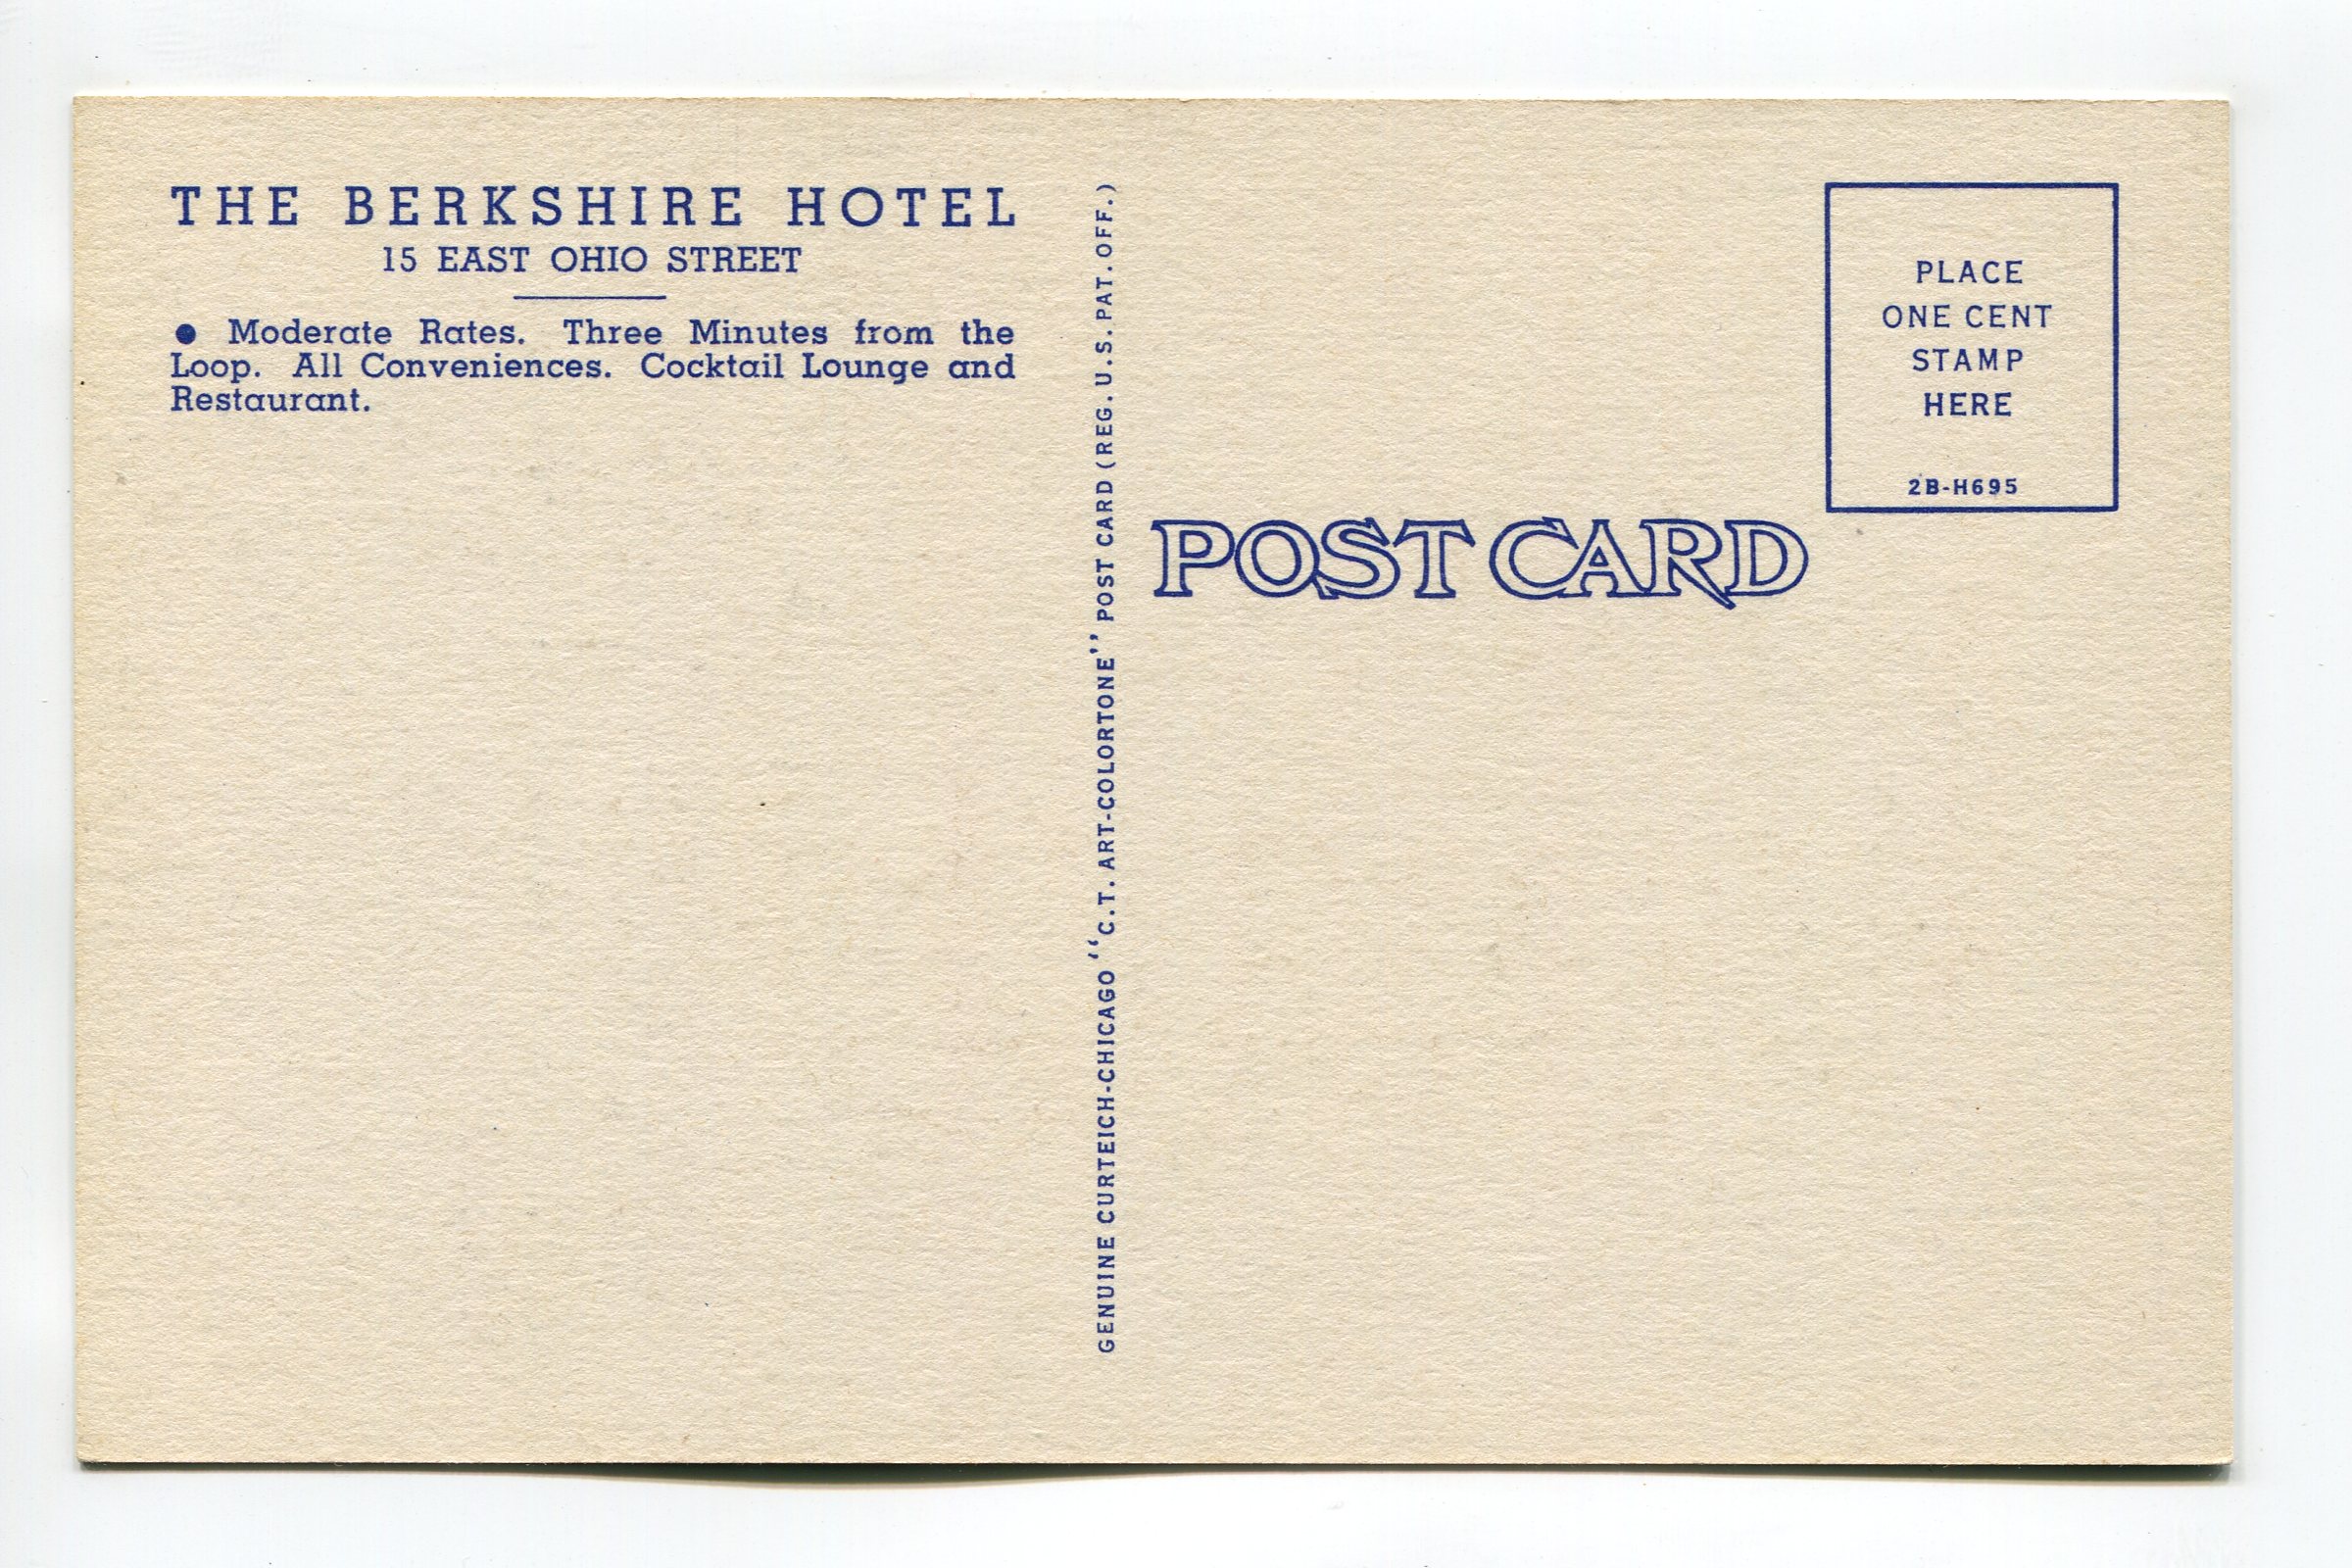 THE BERKSHIRE HOTEL
15 EAST OHIO STREET
● Moderate Rates. Three Minutes from the
Loop. All Conveniences. Cocktail Lounge and
Restaurant.
GENUINE CURTEICH-CHICAGO "C.T. ART-COLORTONE" POST CARD (REG. U.S. PAT. OFF.)
PLACE
ONE CENT
STAMP
HERE
2B-H695
POST CARD